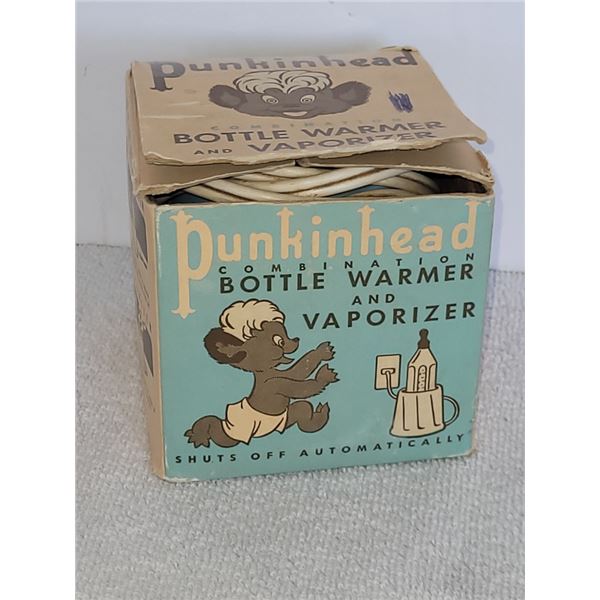 Punkinhead
COMBINATION
BOTTLE WARMER
AND VAPORIZER
Punkinhead
COMBINATION
BOTTLE WARMER
AND
VAPORIZER
SHUTS OFF AUTOMATICALLY